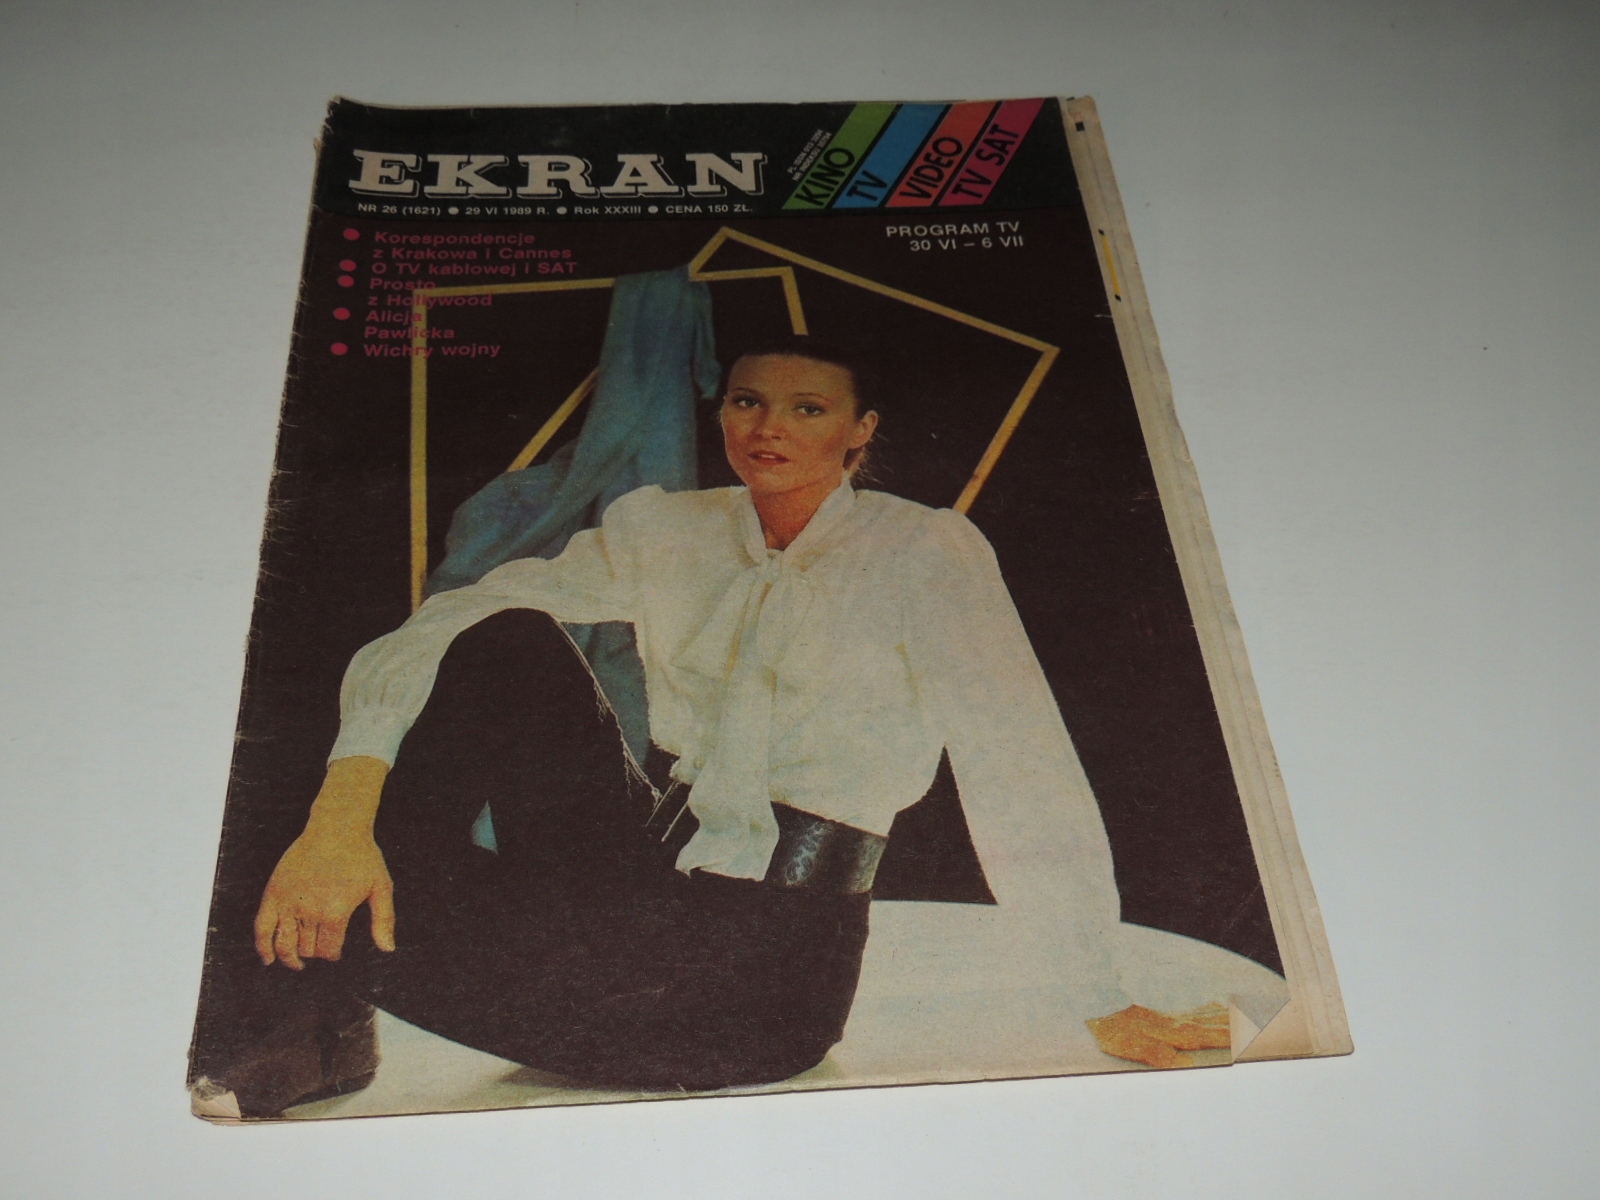 EKRAN
KINO
TV
VIDEO
TV SAT
NR 26 (1621) ● 29 VI 1989 R. ● Rok XXXIII ● CENA 150 ZŁ.
PROGRAM TV
30 VI – 6 VII
● Korespondencje
z Krakowa i Cannes
● O TV kablowej i SAT
● Prosto
z Hollywood
● Alicja
Pawlicka
● Wichry wojny